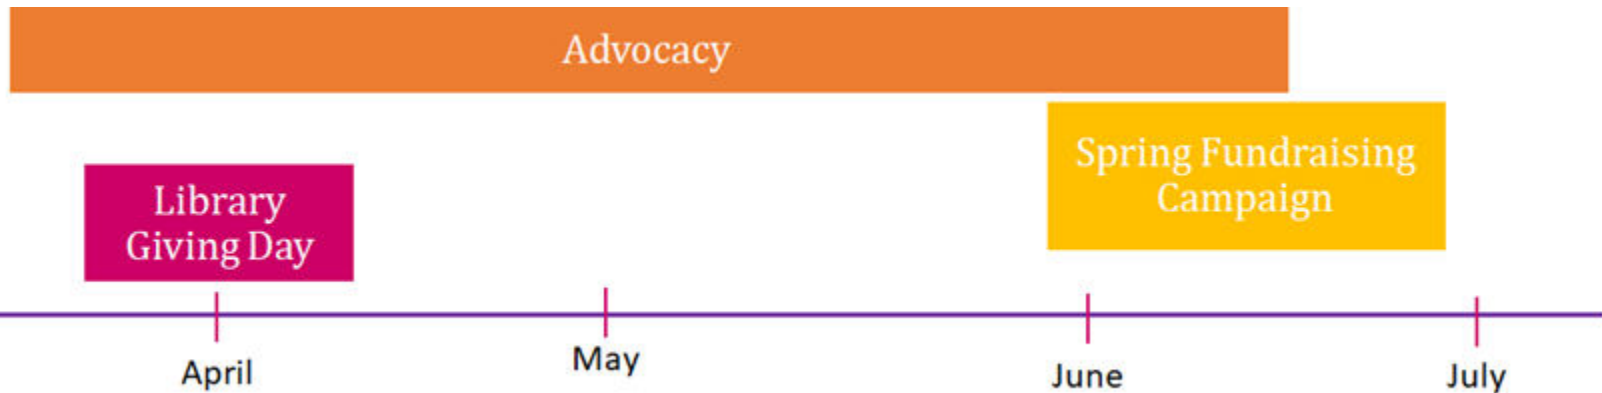 Advocacy
Spring Fundraising
Campaign
Library
Giving Day
April
May
June
July